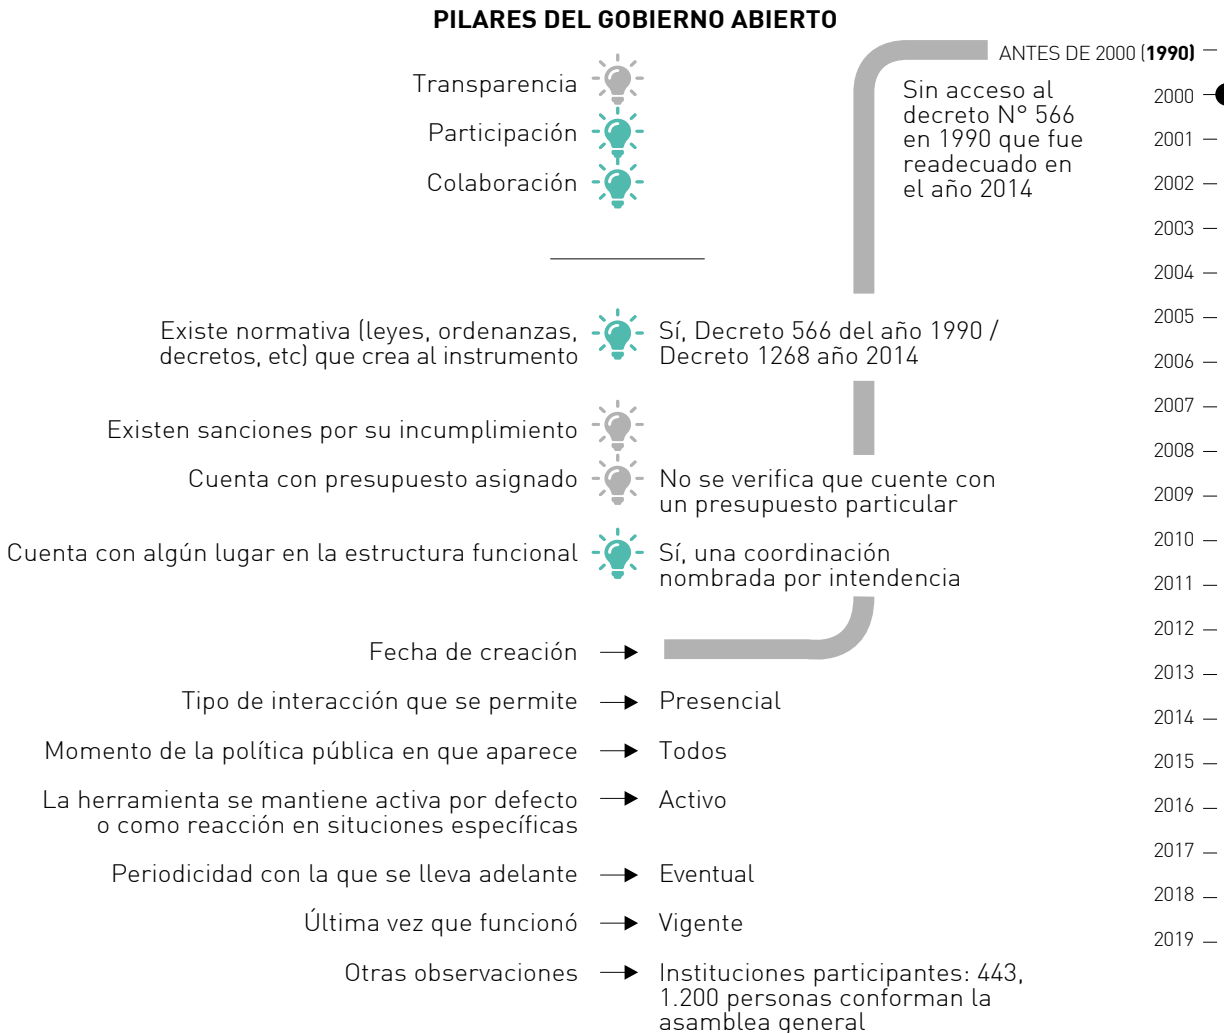 PILARES DEL GOBIERNO ABIERTO
Transparencia
Participación
Colaboración
Existe normativa (leyes, ordenanzas,
decretos, etc) que crea al instrumento
Sí, Decreto 566 del año 1990 /
Decreto 1268 año 2014
Existen sanciones por su incumplimiento
Cuenta con presupuesto asignado
No se verifica que cuente con
un presupuesto particular
Cuenta con algún lugar en la estructura funcional
Sí, una coordinación
nombrada por intendencia
Fecha de creación
Tipo de interacción que se permite
Presencial
Momento de la política pública en que aparece
Todos
La herramienta se mantiene activa por defecto
o como reacción en situciones específicas
Activo
Periodicidad con la que se lleva adelante
Eventual
Última vez que funcionó
Vigente
Otras observaciones
Instituciones participantes: 443,
1.200 personas conforman la
asamblea general
ANTES DE 2000 (1990)
Sin acceso al
decreto N° 566
en 1990 que fue
readecuado en
el año 2014
2000
2001
2002
2003
2004
2005
2006
2007
2008
2009
2010
2011
2012
2013
2014
2015
2016
2017
2018
2019